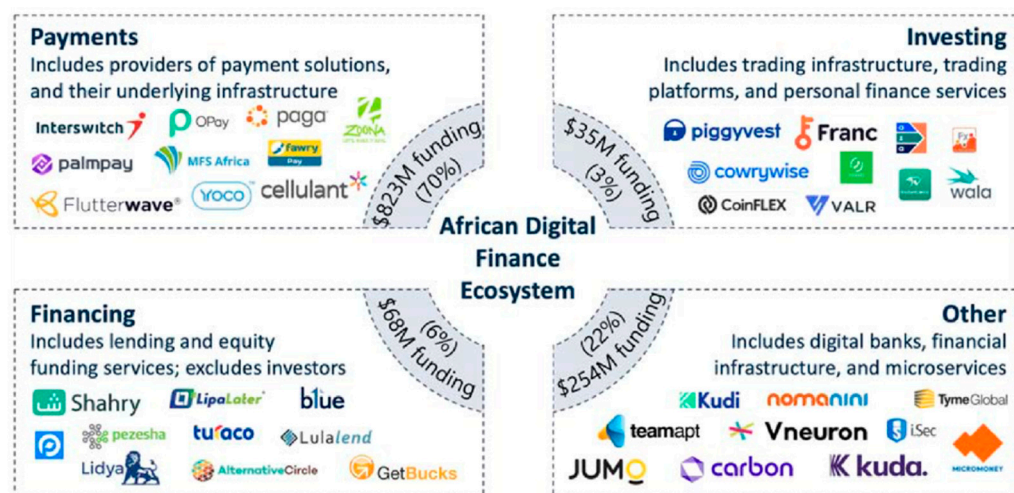 Payments
Includes providers of payment solutions,
and their underlying infrastructure
Interswitch
OPay
paga
ZOONA
palmpay
MFS Africa
fawry
Pay
Flutterwave®
YOCO
cellulant
$823M funding
(70%)
Investing
Includes trading infrastructure, trading
platforms, and personal finance services
piggyvest
Franc
cowrywise
wala
CoinFLEX
VALR
$35M funding
(3%)
African Digital
Finance
Ecosystem
Financing
Includes lending and equity
funding services; excludes investors
Shahry
LipaLater
blue
pezesha
turaco
Lulalend
Lidya
AlternativeCircle
GetBucks
(6%)
$68M funding
Other
Includes digital banks, financial
infrastructure, and microservices
Kudi
nomanini
TymeGlobal
teamapt
Vneuron
i.Sec
JUMO
carbon
kuda.
MICROMONEY
(22%)
$254M funding